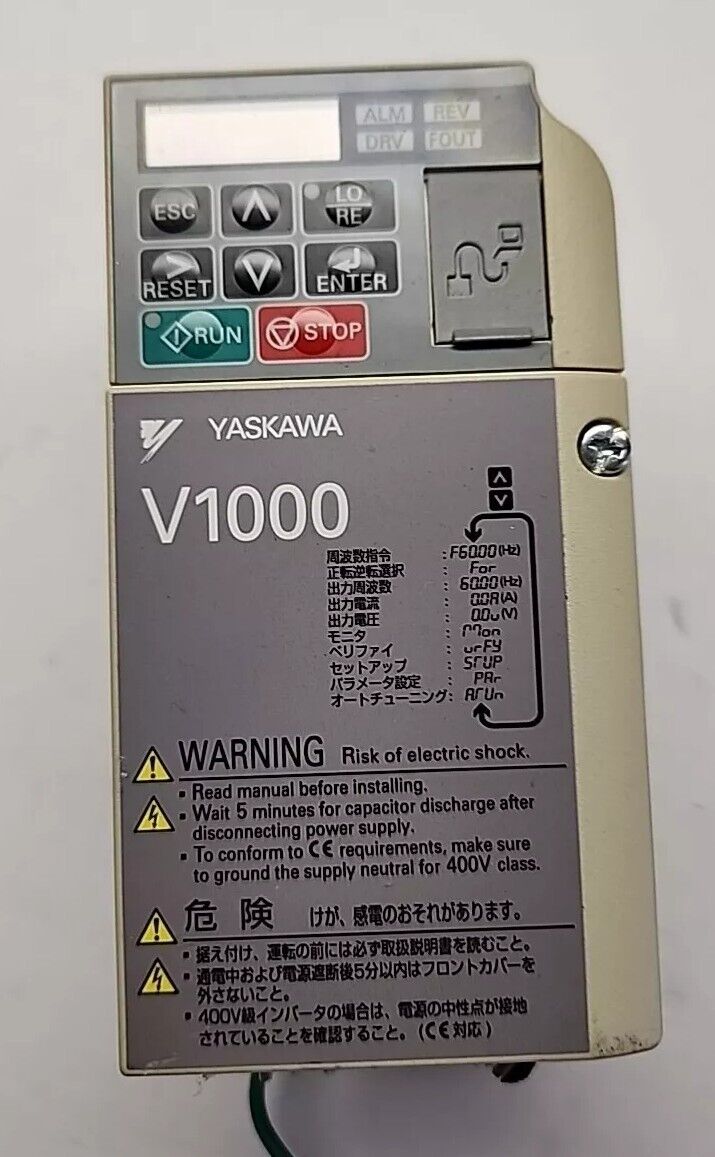 ALM REV
DRV FOUT
ESC LO RE
RESET ENTER
RUN STOP
YASKAWA
V1000
周波数指令 : F60.00(Hz)
正転逆転選択 : For
出力周波数 : 60.00(Hz)
出力電流 : 0.0A(A)
出力電圧 : 0.0v(V)
モニタ : Mon
ベリファイ : vrFY
セットアップ : STUP
パラメータ設定 : PAr
オートチューニング : ATUn
WARNING Risk of electric shock.
• Read manual before installing.
• Wait 5 minutes for capacitor discharge after
disconnecting power supply.
• To conform to CE requirements, make sure
to ground the supply neutral for 400V class.
危険 けが、感電のおそれがあります。
• 据え付け、運転の前には必ず取扱説明書を読むこと。
• 通電中および電源遮断後5分以内はフロントカバーを
外さないこと。
• 400V級インバータの場合は、電源の中性点が接地
されていることを確認すること。(CE対応)